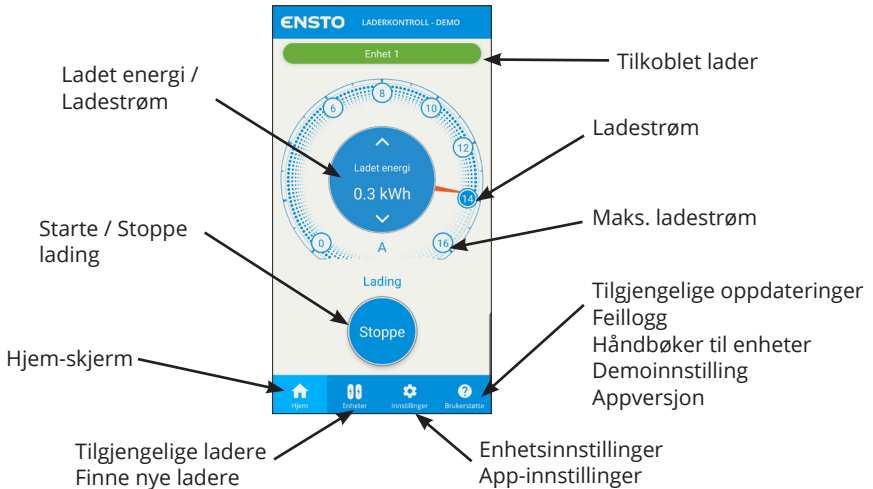 ENSTO LADERKONTROLL - DEMO
Enhet 1
Tilkoblet lader
Ladet energi /
Ladestrøm
6
8
10
12
14
16
0
A
Ladet energi
0.3 kWh
Ladestrøm
Maks. ladestrøm
Starte / Stoppe
lading
Lading
Stoppe
Tilgjengelige oppdateringer
Feillogg
Håndbøker til enheter
Demoinnstilling
Appversjon
Hjem-skjerm
Hjem
Enheter
Innstillinger
? Brukerstøtte
Tilgjengelige ladere
Finne nye ladere
Enhetsinnstillinger
App-innstillinger